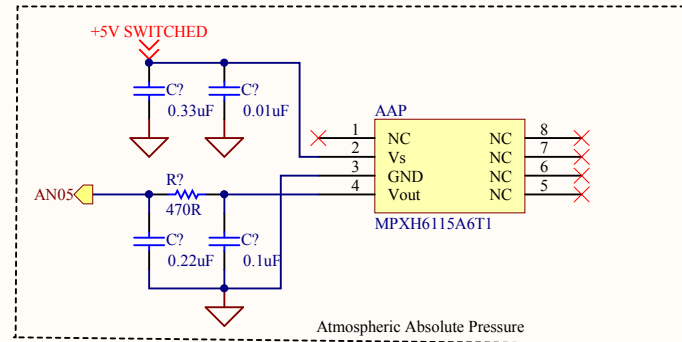 +5V SWITCHED
C?
0.33uF
C?
0.01uF
AAP
1 NC NC 8
2 Vs NC 7
3 GND NC 6
4 Vout NC 5
MPXH6115A6T1
AN05
R?
470R
C?
0.22uF
C?
0.1uF
Atmospheric Absolute Pressure